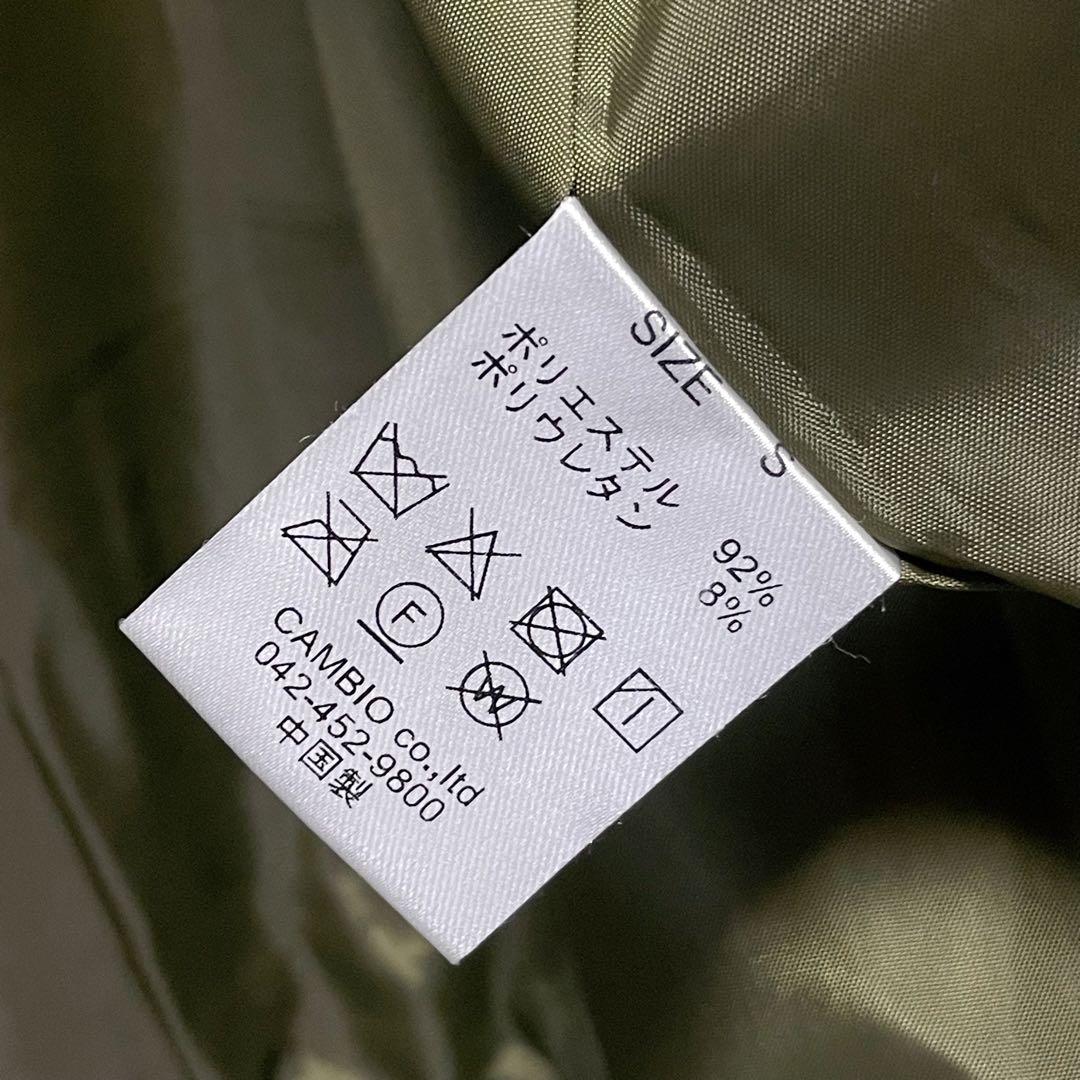 SIZE S
ポリエステル 92%
ポリウレタン 8%
F
W
CAMBIO co.,ltd
042-452-9800
中国製